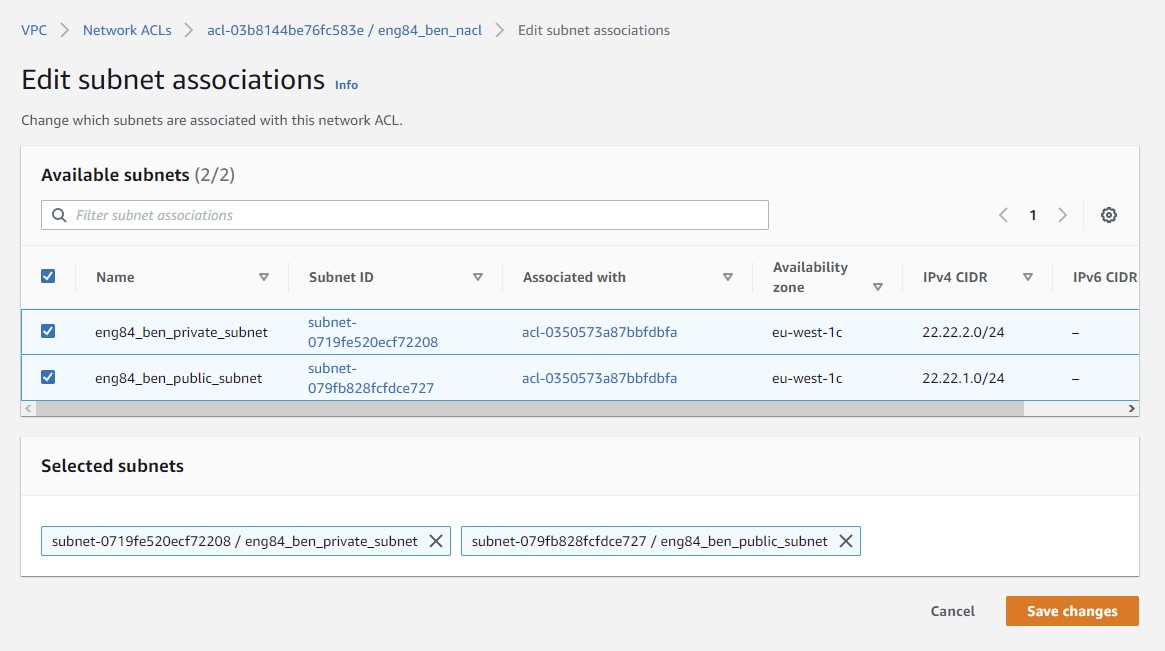 VPC > Network ACLs > acl-03b8144be76fc583e / eng84_ben_nacl > Edit subnet associations
Edit subnet associations Info
Change which subnets are associated with this network ACL.
Available subnets (2/2)
Filter subnet associations
1
Name Subnet ID Associated with Availability zone IPv4 CIDR IPv6 CIDR
eng84_ben_private_subnet subnet-0719fe520ecf72208 acl-0350573a87bbfdbfa eu-west-1c 22.22.2.0/24 –
eng84_ben_public_subnet subnet-079fb828fcfdce727 acl-0350573a87bbfdbfa eu-west-1c 22.22.1.0/24 –
Selected subnets
subnet-0719fe520ecf72208 / eng84_ben_private_subnet subnet-079fb828fcfdce727 / eng84_ben_public_subnet
Cancel Save changes